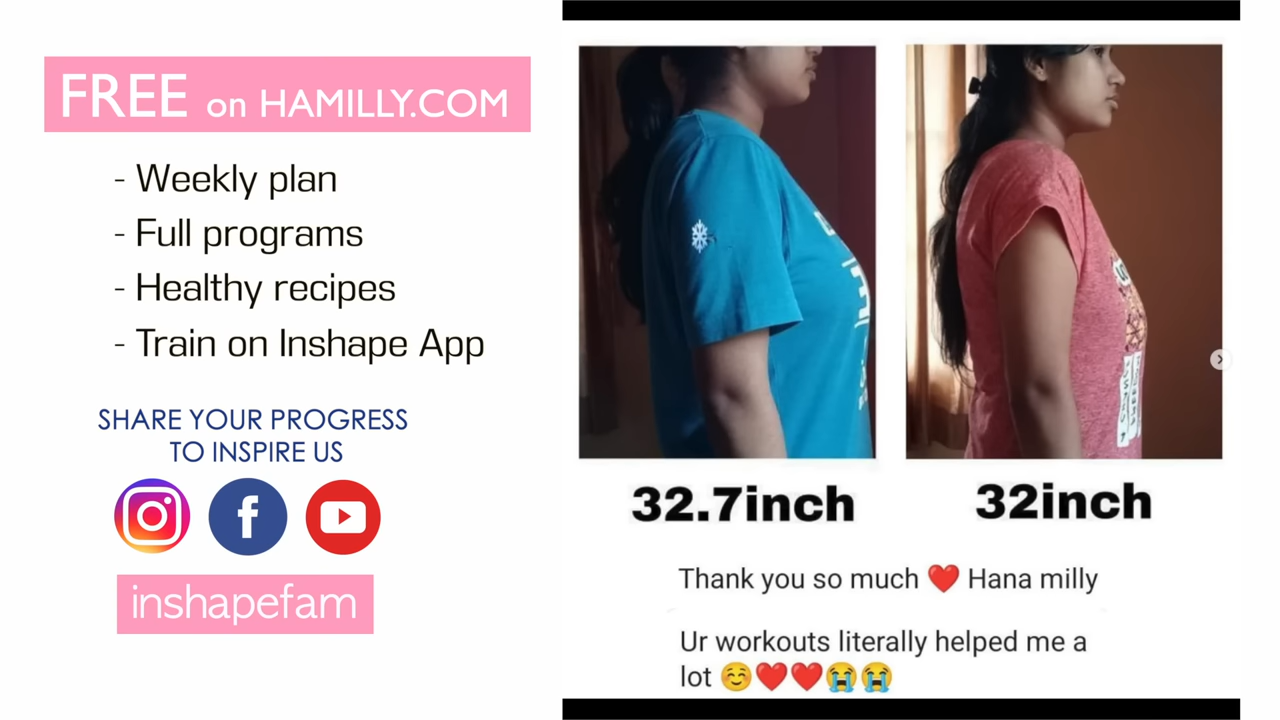 FREE on HAMILLY.COM
- Weekly plan
- Full programs
- Healthy recipes
- Train on Inshape App
SHARE YOUR PROGRESS
TO INSPIRE US
inshapefam
32.7inch
32inch
Thank you so much ❤️ Hana milly
Ur workouts literally helped me a
lot ☺️❤️❤️😭😭